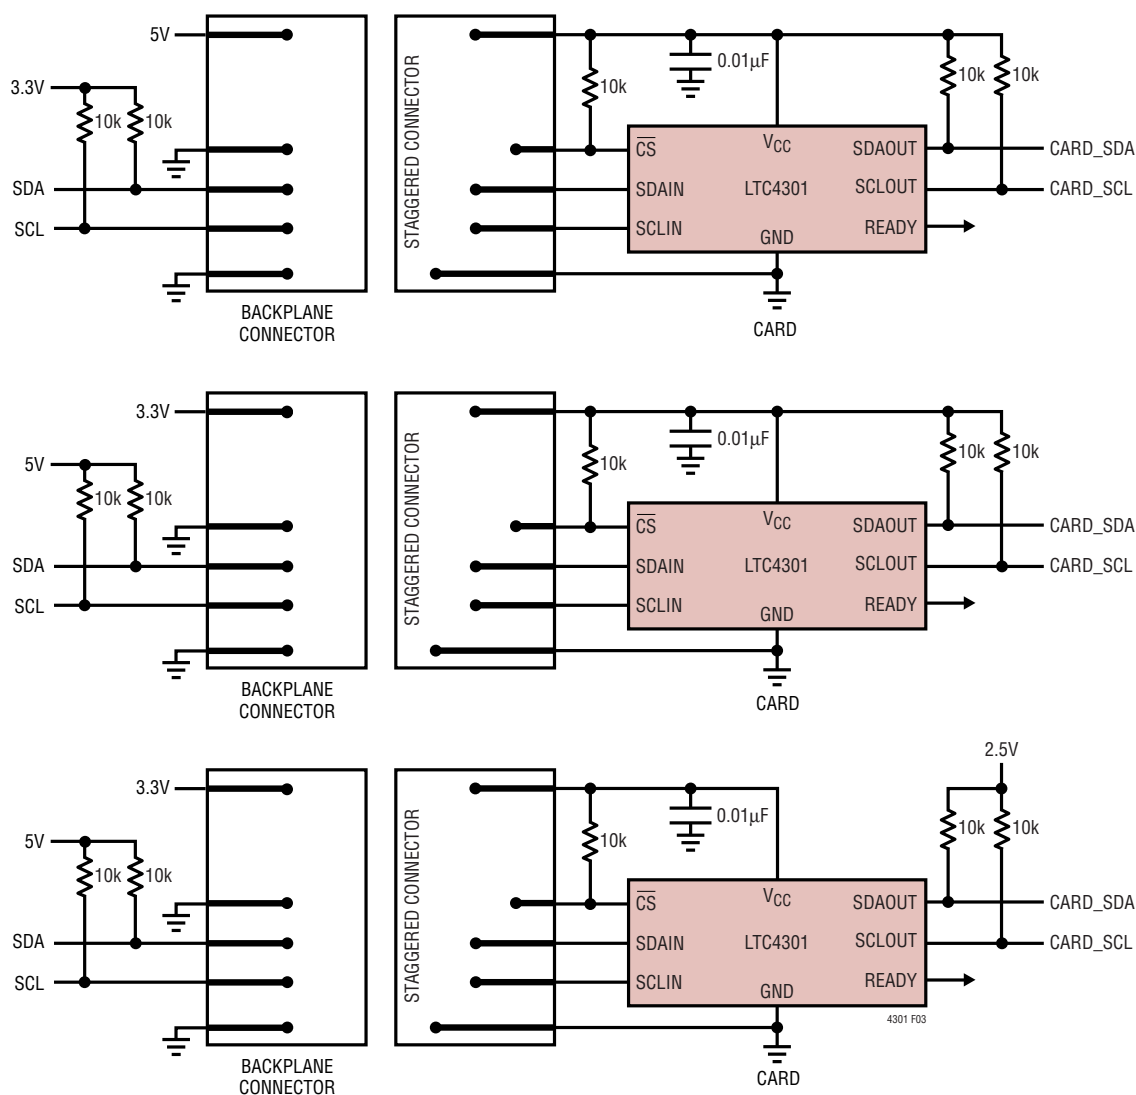 5V
3.3V
10k
10k
SDA
SCL
BACKPLANE
CONNECTOR
STAGGERED CONNECTOR
10k
0.01μF
10k
10k
CS
VCC
SDAOUT
CARD_SDA
SDAIN
LTC4301
SCLOUT
CARD_SCL
SCLIN
GND
READY
CARD
3.3V
5V
10k
10k
SDA
SCL
BACKPLANE
CONNECTOR
STAGGERED CONNECTOR
10k
0.01μF
10k
10k
CS
VCC
SDAOUT
CARD_SDA
SDAIN
LTC4301
SCLOUT
CARD_SCL
SCLIN
GND
READY
CARD
3.3V
5V
10k
10k
SDA
SCL
BACKPLANE
CONNECTOR
STAGGERED CONNECTOR
10k
0.01μF
2.5V
10k
10k
CS
VCC
SDAOUT
CARD_SDA
SDAIN
LTC4301
SCLOUT
CARD_SCL
SCLIN
GND
READY
4301 F03
CARD